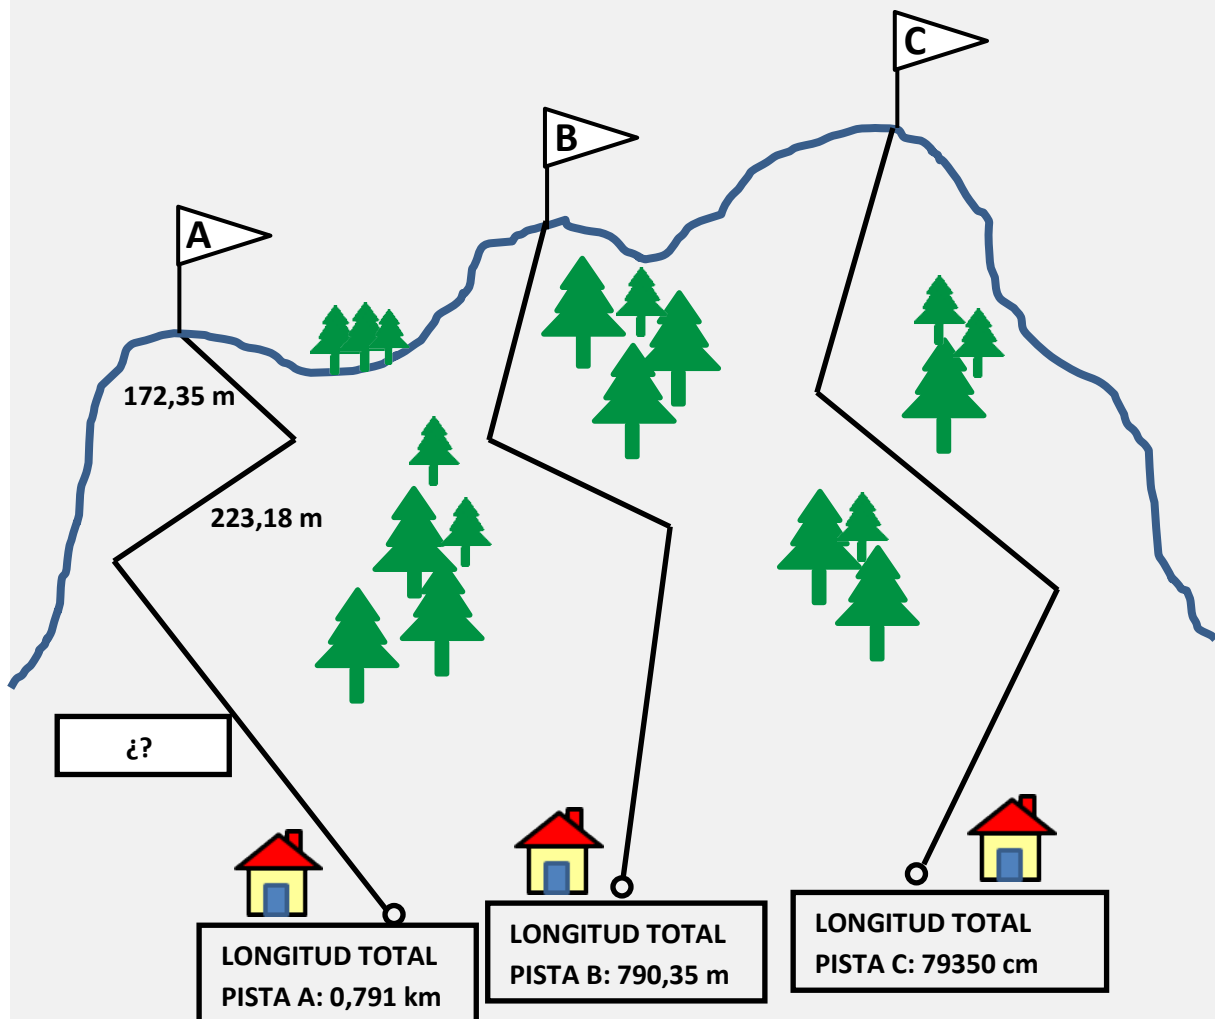 C
B
A
172,35 m
223,18 m
¿?
LONGITUD TOTAL
PISTA A: 0,791 km
LONGITUD TOTAL
PISTA B: 790,35 m
LONGITUD TOTAL
PISTA C: 79350 cm